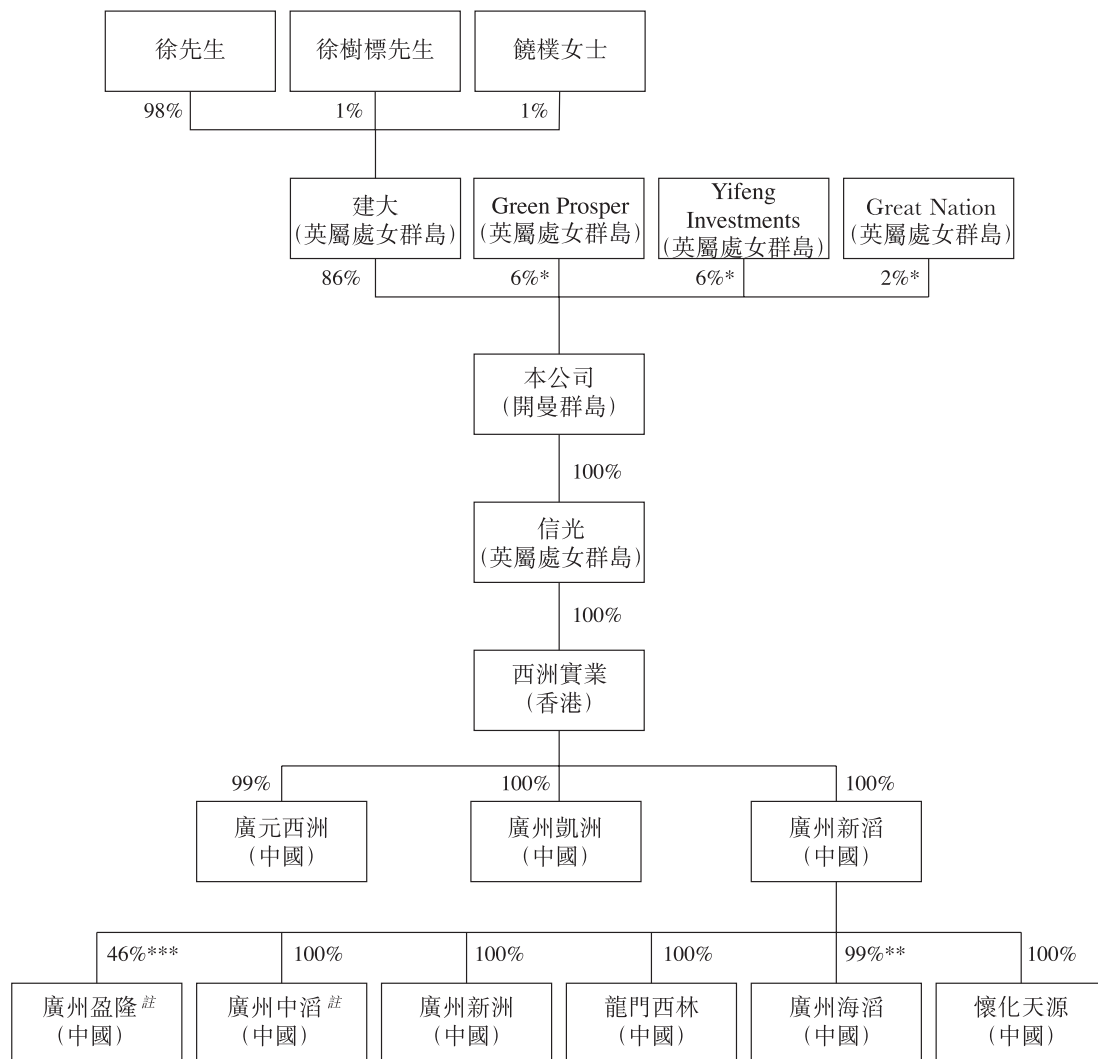 徐先生
徐樹標先生
饒樸女士
98%
1%
1%
建大
(英屬處女群島)
Green Prosper
(英屬處女群島)
Yifeng
Investments
(英屬處女群島)
Great Nation
(英屬處女群島)
86%
6%*
6%*
2%*
本公司
(開曼群島)
100%
信光
(英屬處女群島)
100%
西洲實業
(香港)
99%
100%
100%
廣元西洲
(中國)
廣州凱洲
(中國)
廣州新滔
(中國)
46%***
100%
100%
100%
99%**
100%
廣州盈隆註
(中國)
廣州中滔註
(中國)
廣州新洲
(中國)
龍門西林
(中國)
廣州海滔
(中國)
懷化天源
(中國)